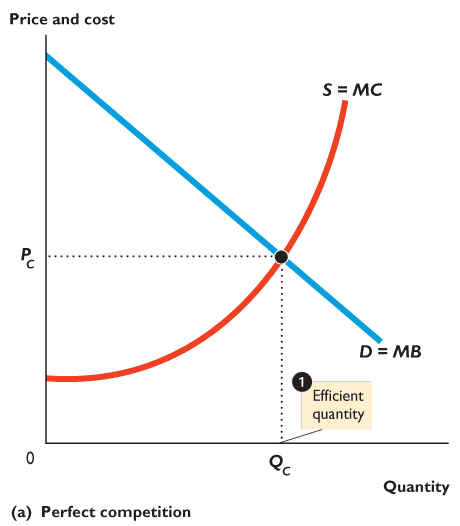 Price and cost
S = MC
P_C
D = MB
1
Efficient
quantity
0
Q_C
Quantity
(a) Perfect competition